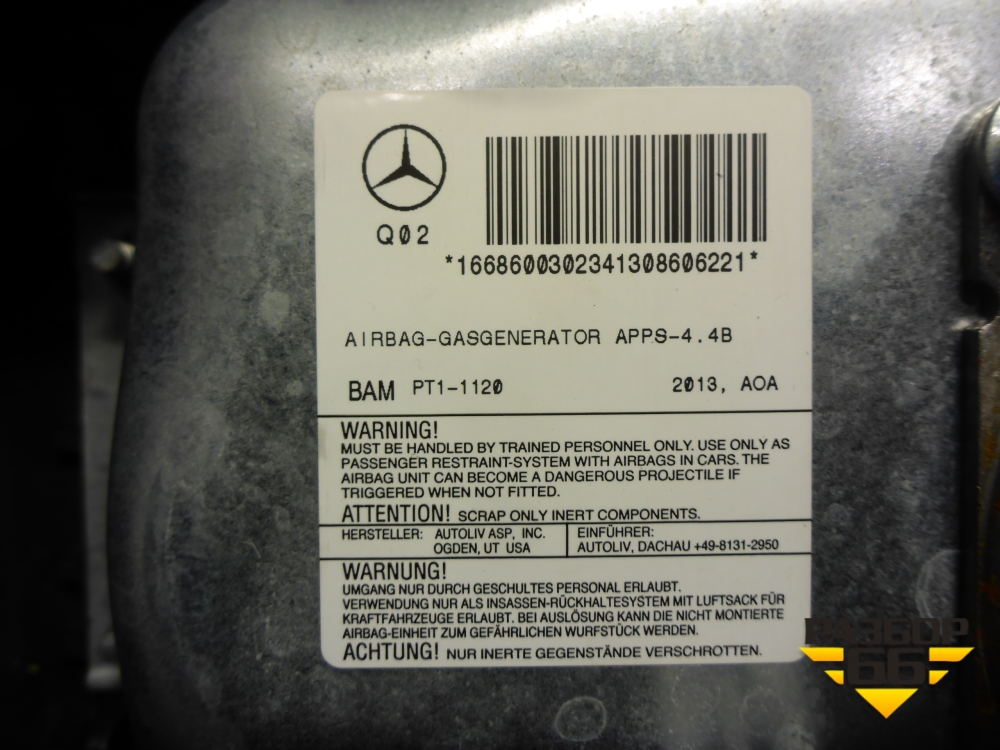 Q02
*1668600302341308606221*
AIRBAG-GASGENERATOR APPS-4.4B
BAM PT1-1120 2013, AOA
WARNING!
MUST BE HANDLED BY TRAINED PERSONNEL ONLY. USE ONLY AS
PASSENGER RESTRAINT-SYSTEM WITH AIRBAGS IN CARS. THE
AIRBAG UNIT CAN BECOME A DANGEROUS PROJECTILE IF
TRIGGERED WHEN NOT FITTED.
ATTENTION! SCRAP ONLY INERT COMPONENTS.
HERSTELLER: AUTOLIV ASP, INC.
OGDEN, UT USA
EINFÜHRER:
AUTOLIV, DACHAU +49-8131-2950
WARNUNG!
UMGANG NUR DURCH GESCHULTES PERSONAL ERLAUBT.
VERWENDUNG NUR ALS INSASSEN-RÜCKHALTESYSTEM MIT LUFTSACK FÜR
KRAFTFAHRZEUGE ERLAUBT. BEI AUSLÖSUNG KANN DIE NICHT MONTIERTE
AIRBAG-EINHEIT ZUM GEFÄHRLICHEN WURFSTÜCK WERDEN.
ACHTUNG! NUR INERTE GEGENSTÄNDE VERSCHROTTEN.
РАЗБОР
66